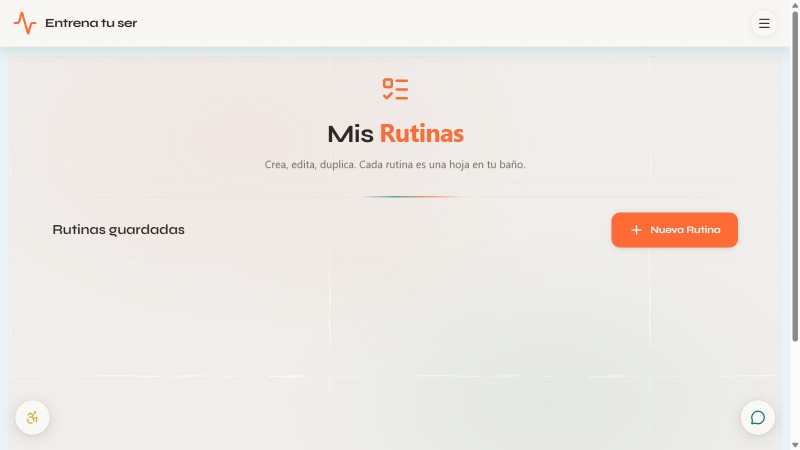 Entrena tu ser
Mis Rutinas
Crea, edita, duplica. Cada rutina es una hoja en tu baño.
Rutinas guardadas
Nueva Rutina